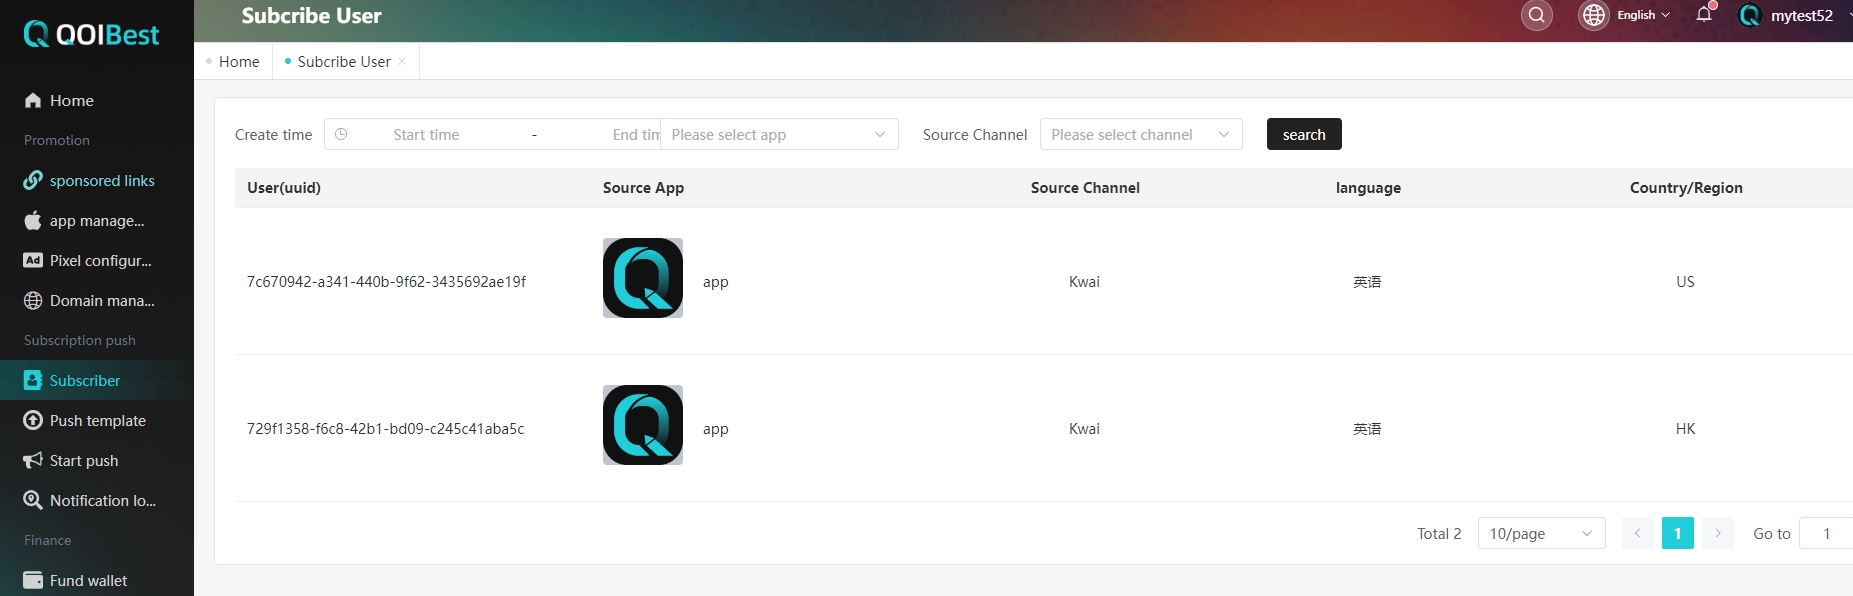 QOIBest
Subcribe User
English
mytest52
Home
Subcribe User
Home
Promotion
sponsored links
app manage...
Pixel configur...
Domain mana...
Subscription push
Subscriber
Push template
Start push
Notification lo...
Finance
Fund wallet
Create time Start time - End tim Please select app Source Channel Please select channel search
User(uuid) Source App Source Channel language Country/Region
7c670942-a341-440b-9f62-3435692ae19f app Kwai 英语 US
729f1358-f6c8-42b1-bd09-c245c41aba5c app Kwai 英语 HK
Total 2 10/page 1 Go to 1